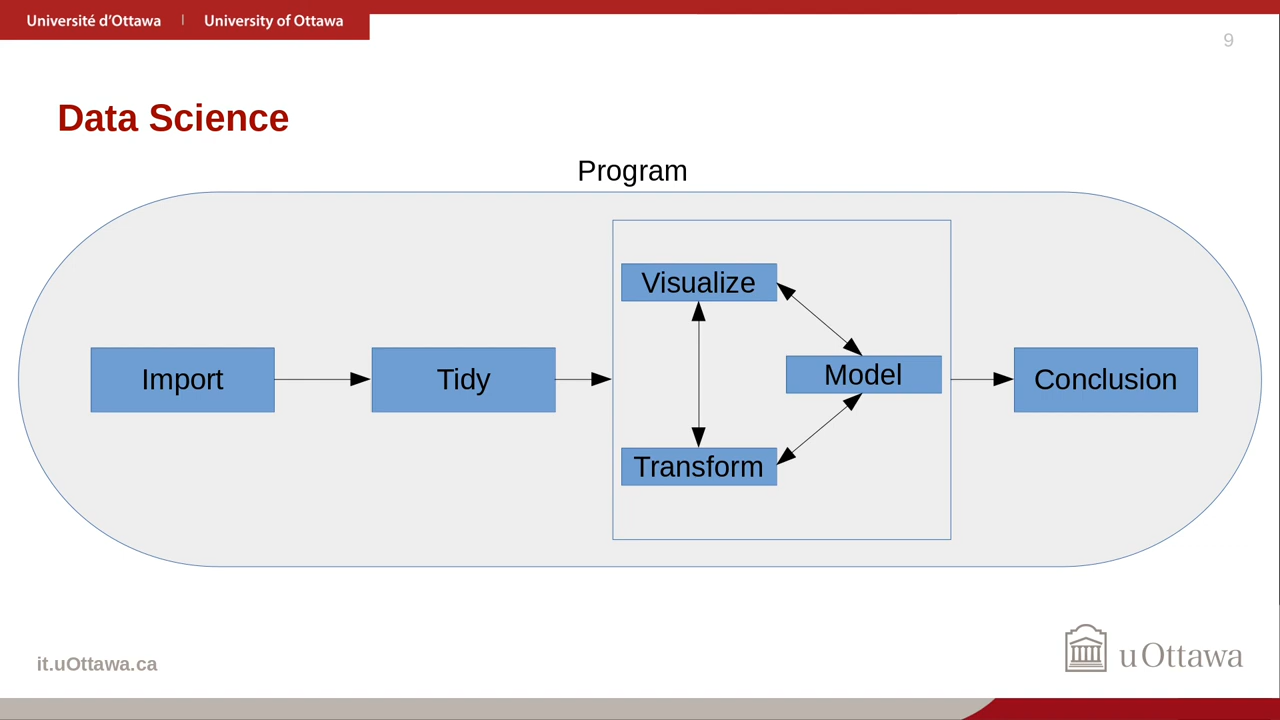 Université d'Ottawa | University of Ottawa
9
Data Science
Program
Visualize
Import
Tidy
Model
Conclusion
Transform
it.uOttawa.ca
uOttawa